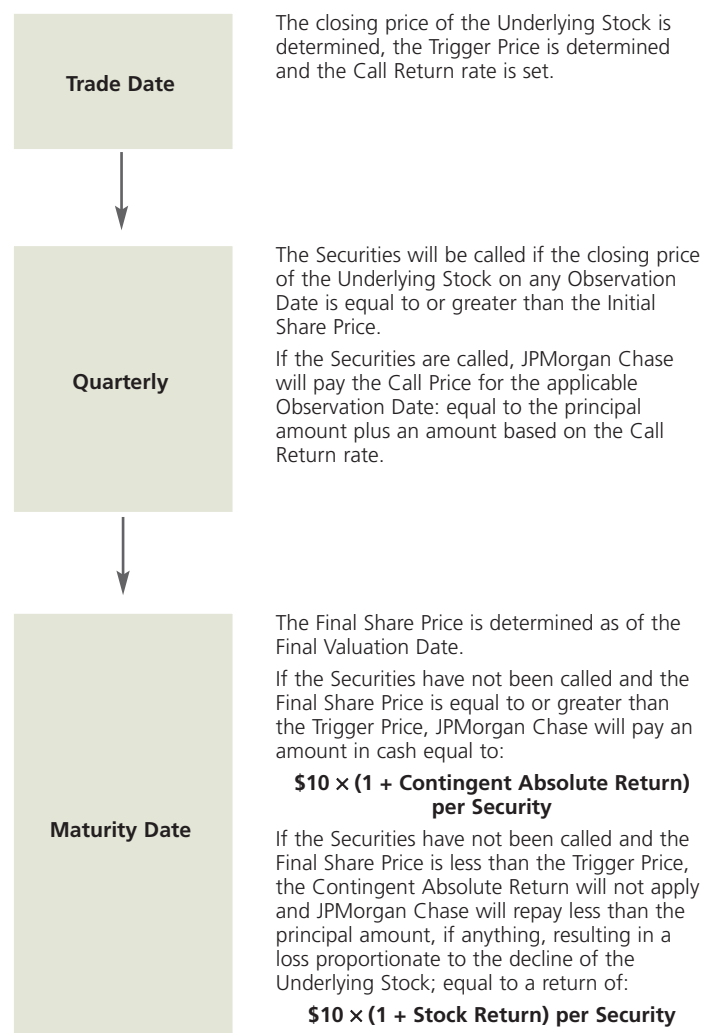 Trade Date
The closing price of the Underlying Stock is
determined, the Trigger Price is determined
and the Call Return rate is set.
Quarterly
The Securities will be called if the closing price
of the Underlying Stock on any Observation
Date is equal to or greater than the Initial
Share Price.
If the Securities are called, JPMorgan Chase
will pay the Call Price for the applicable
Observation Date: equal to the principal
amount plus an amount based on the Call
Return rate.
Maturity Date
The Final Share Price is determined as of the
Final Valuation Date.
If the Securities have not been called and the
Final Share Price is equal to or greater than
the Trigger Price, JPMorgan Chase will pay an
amount in cash equal to:
$10 × (1 + Contingent Absolute Return)
per Security
If the Securities have not been called and the
Final Share Price is less than the Trigger Price,
the Contingent Absolute Return will not apply
and JPMorgan Chase will repay less than the
principal amount, if anything, resulting in a
loss proportionate to the decline of the
Underlying Stock; equal to a return of:
$10 × (1 + Stock Return) per Security